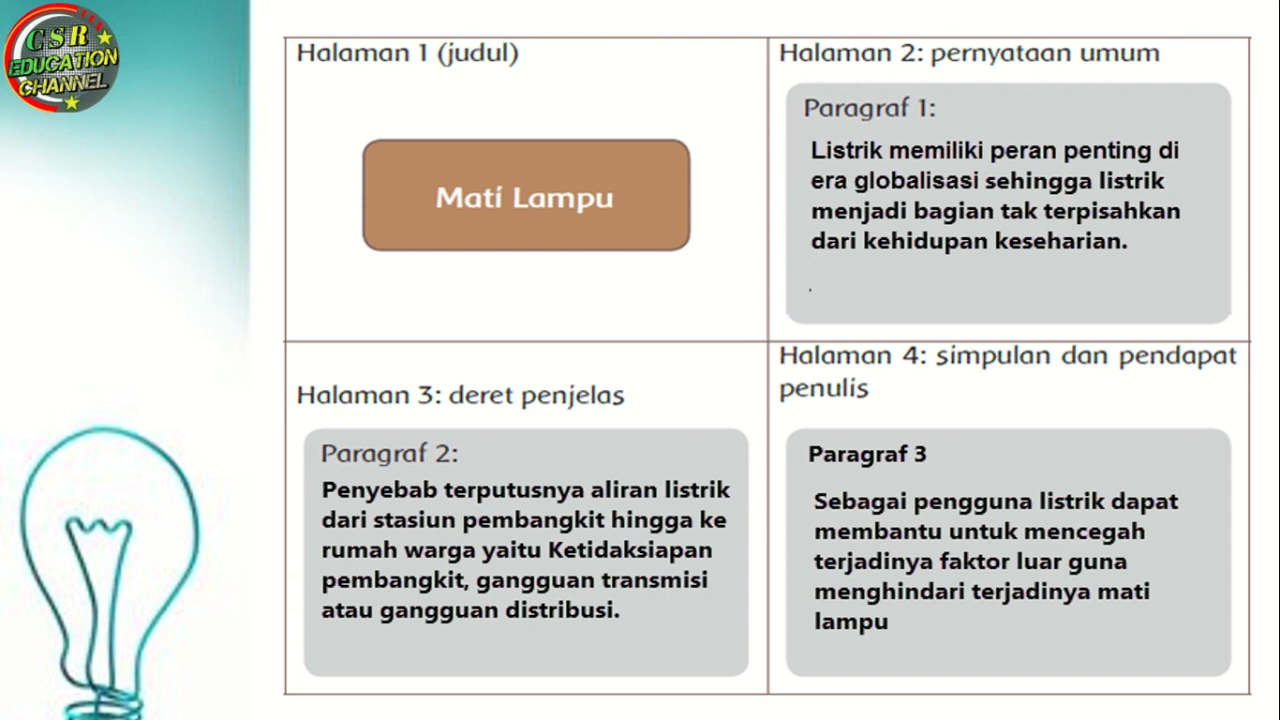 CSR
EDUCATION
CHANNEL
Halaman 1 (judul)
Mati Lampu
Halaman 2: pernyataan umum
Paragraf 1:
Listrik memiliki peran penting di
era globalisasi sehingga listrik
menjadi bagian tak terpisahkan
dari kehidupan keseharian.
.
Halaman 3: deret penjelas
Paragraf 2:
Penyebab terputusnya aliran listrik
dari stasiun pembangkit hingga ke
rumah warga yaitu Ketidaksiapan
pembangkit, gangguan transmisi
atau gangguan distribusi.
Halaman 4: simpulan dan pendapat
penulis
Paragraf 3
Sebagai pengguna listrik dapat
membantu untuk mencegah
terjadinya faktor luar guna
menghindari terjadinya mati
lampu